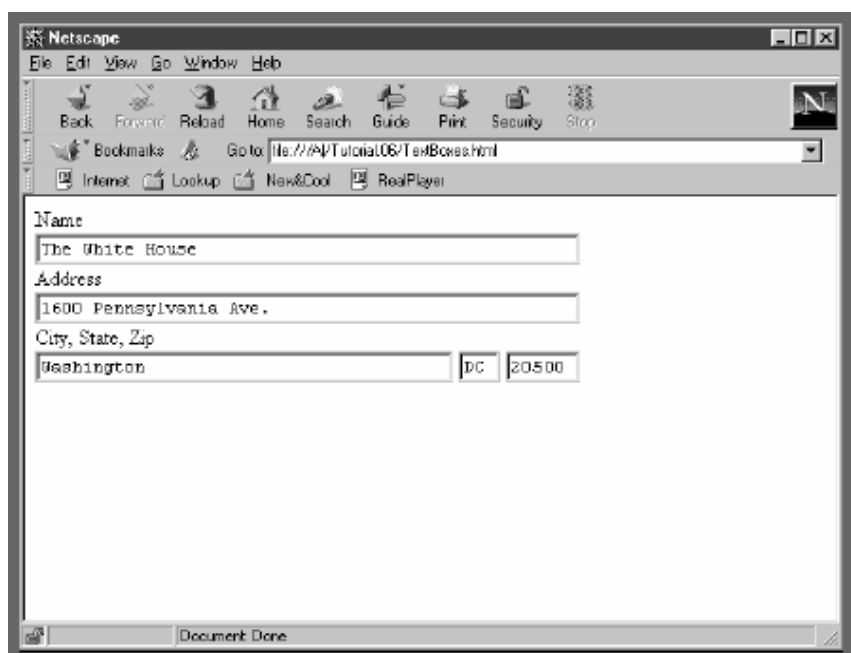 Netscape
File Edit View Go Window Help
Back Forward Reload Home Search Guide Print Security Stop
N
Bookmarks Go to: file:///A|/Tutorial.06/TextBoxes.html
Internet Lookup New&Cool RealPlayer
Name
The White House
Address
1600 Pennsylvania Ave.
City, State, Zip
Washington DC 20500
Document Done